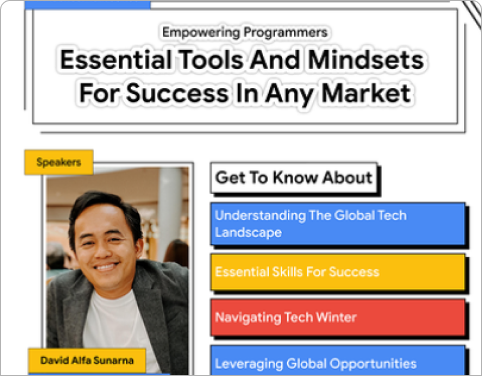 Empowering Programmers
Essential Tools And Mindsets
For Success In Any Market
Speakers
Get To Know About
Understanding The Global Tech
Landscape
Essential Skills For Success
Navigating Tech Winter
David Alfa Sunarna
Leveraging Global Opportunities